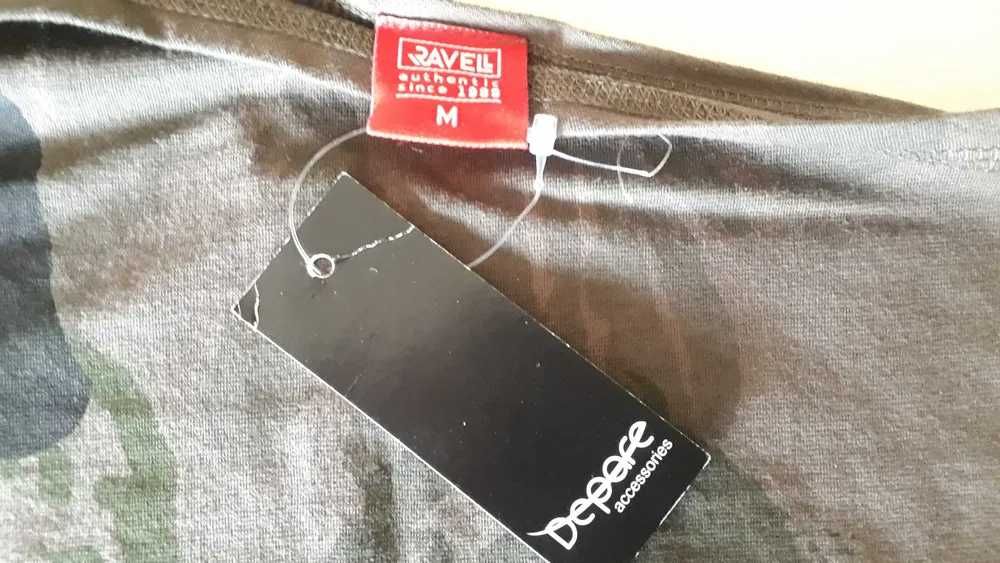 RAVELL
authentic
since 1988
M
Depare
accessories